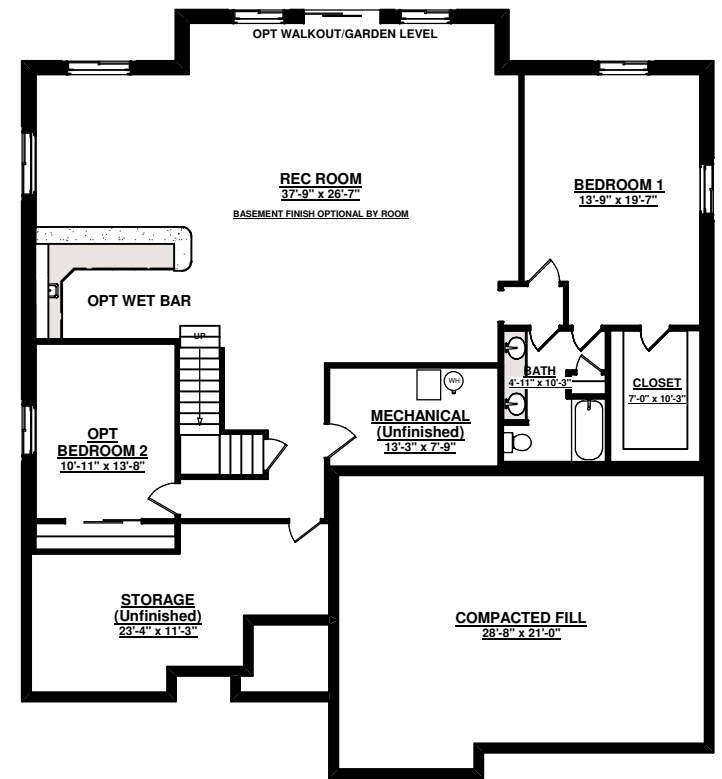 OPT WALKOUT/GARDEN LEVEL
REC ROOM
37'-9" x 26'-7"
BASEMENT FINISH OPTIONAL BY ROOM
BEDROOM 1
13'-9" x 19'-7"
OPT WET BAR
UP
WH
BATH
4'-11" x 10'-3"
CLOSET
7'-0" x 10'-3"
MECHANICAL
(Unfinished)
13'-3" x 7'-9"
OPT
BEDROOM 2
10'-11" x 13'-8"
STORAGE
(Unfinished)
23'-4" x 11'-3"
COMPACTED FILL
28'-8" x 21'-0"